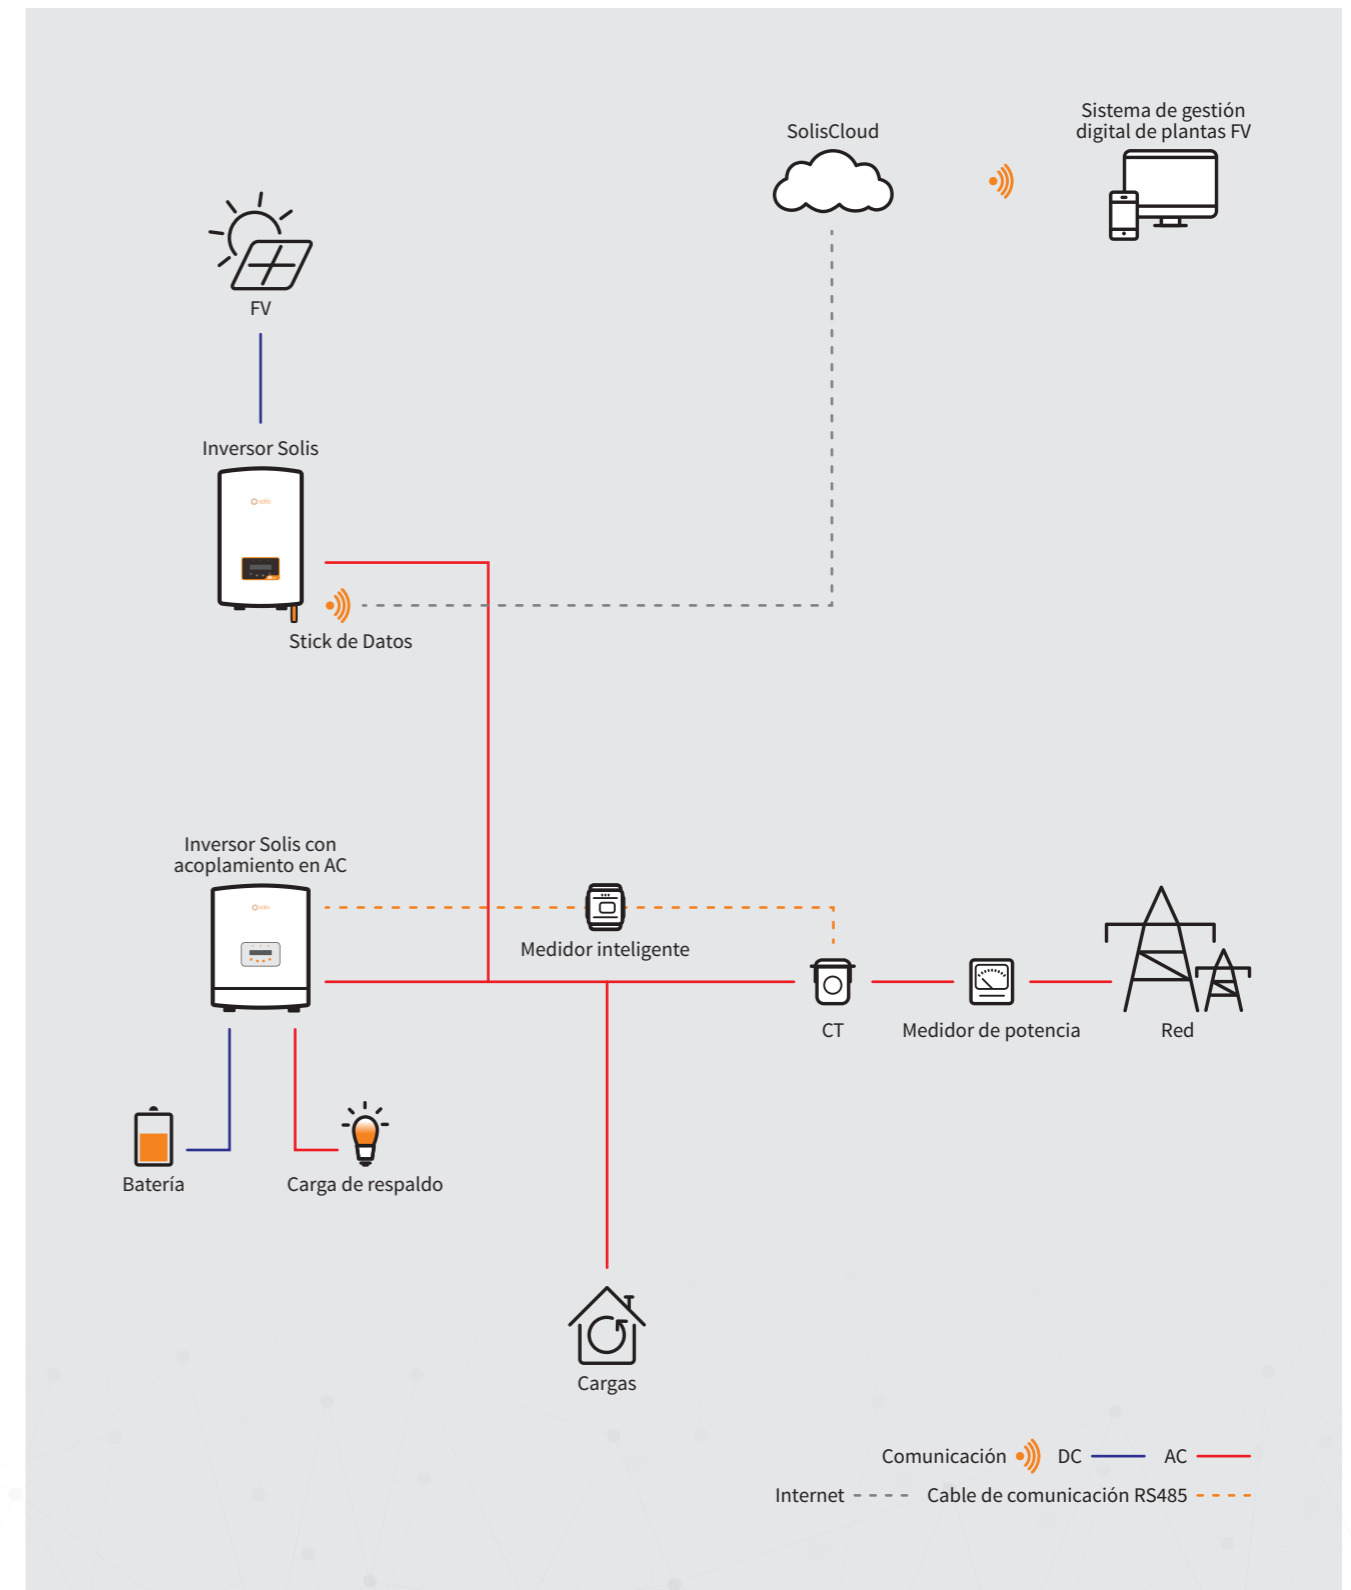 Sistema de gestión
digital de plantas FV
SolisCloud
FV
Inversor Solis
solis
Stick de Datos
Inversor Solis con
acoplamiento en AC
solis
Medidor inteligente
CT
Medidor de potencia
Red
Batería
Carga de respaldo
Cargas
Comunicación DC AC
Internet Cable de comunicación RS485